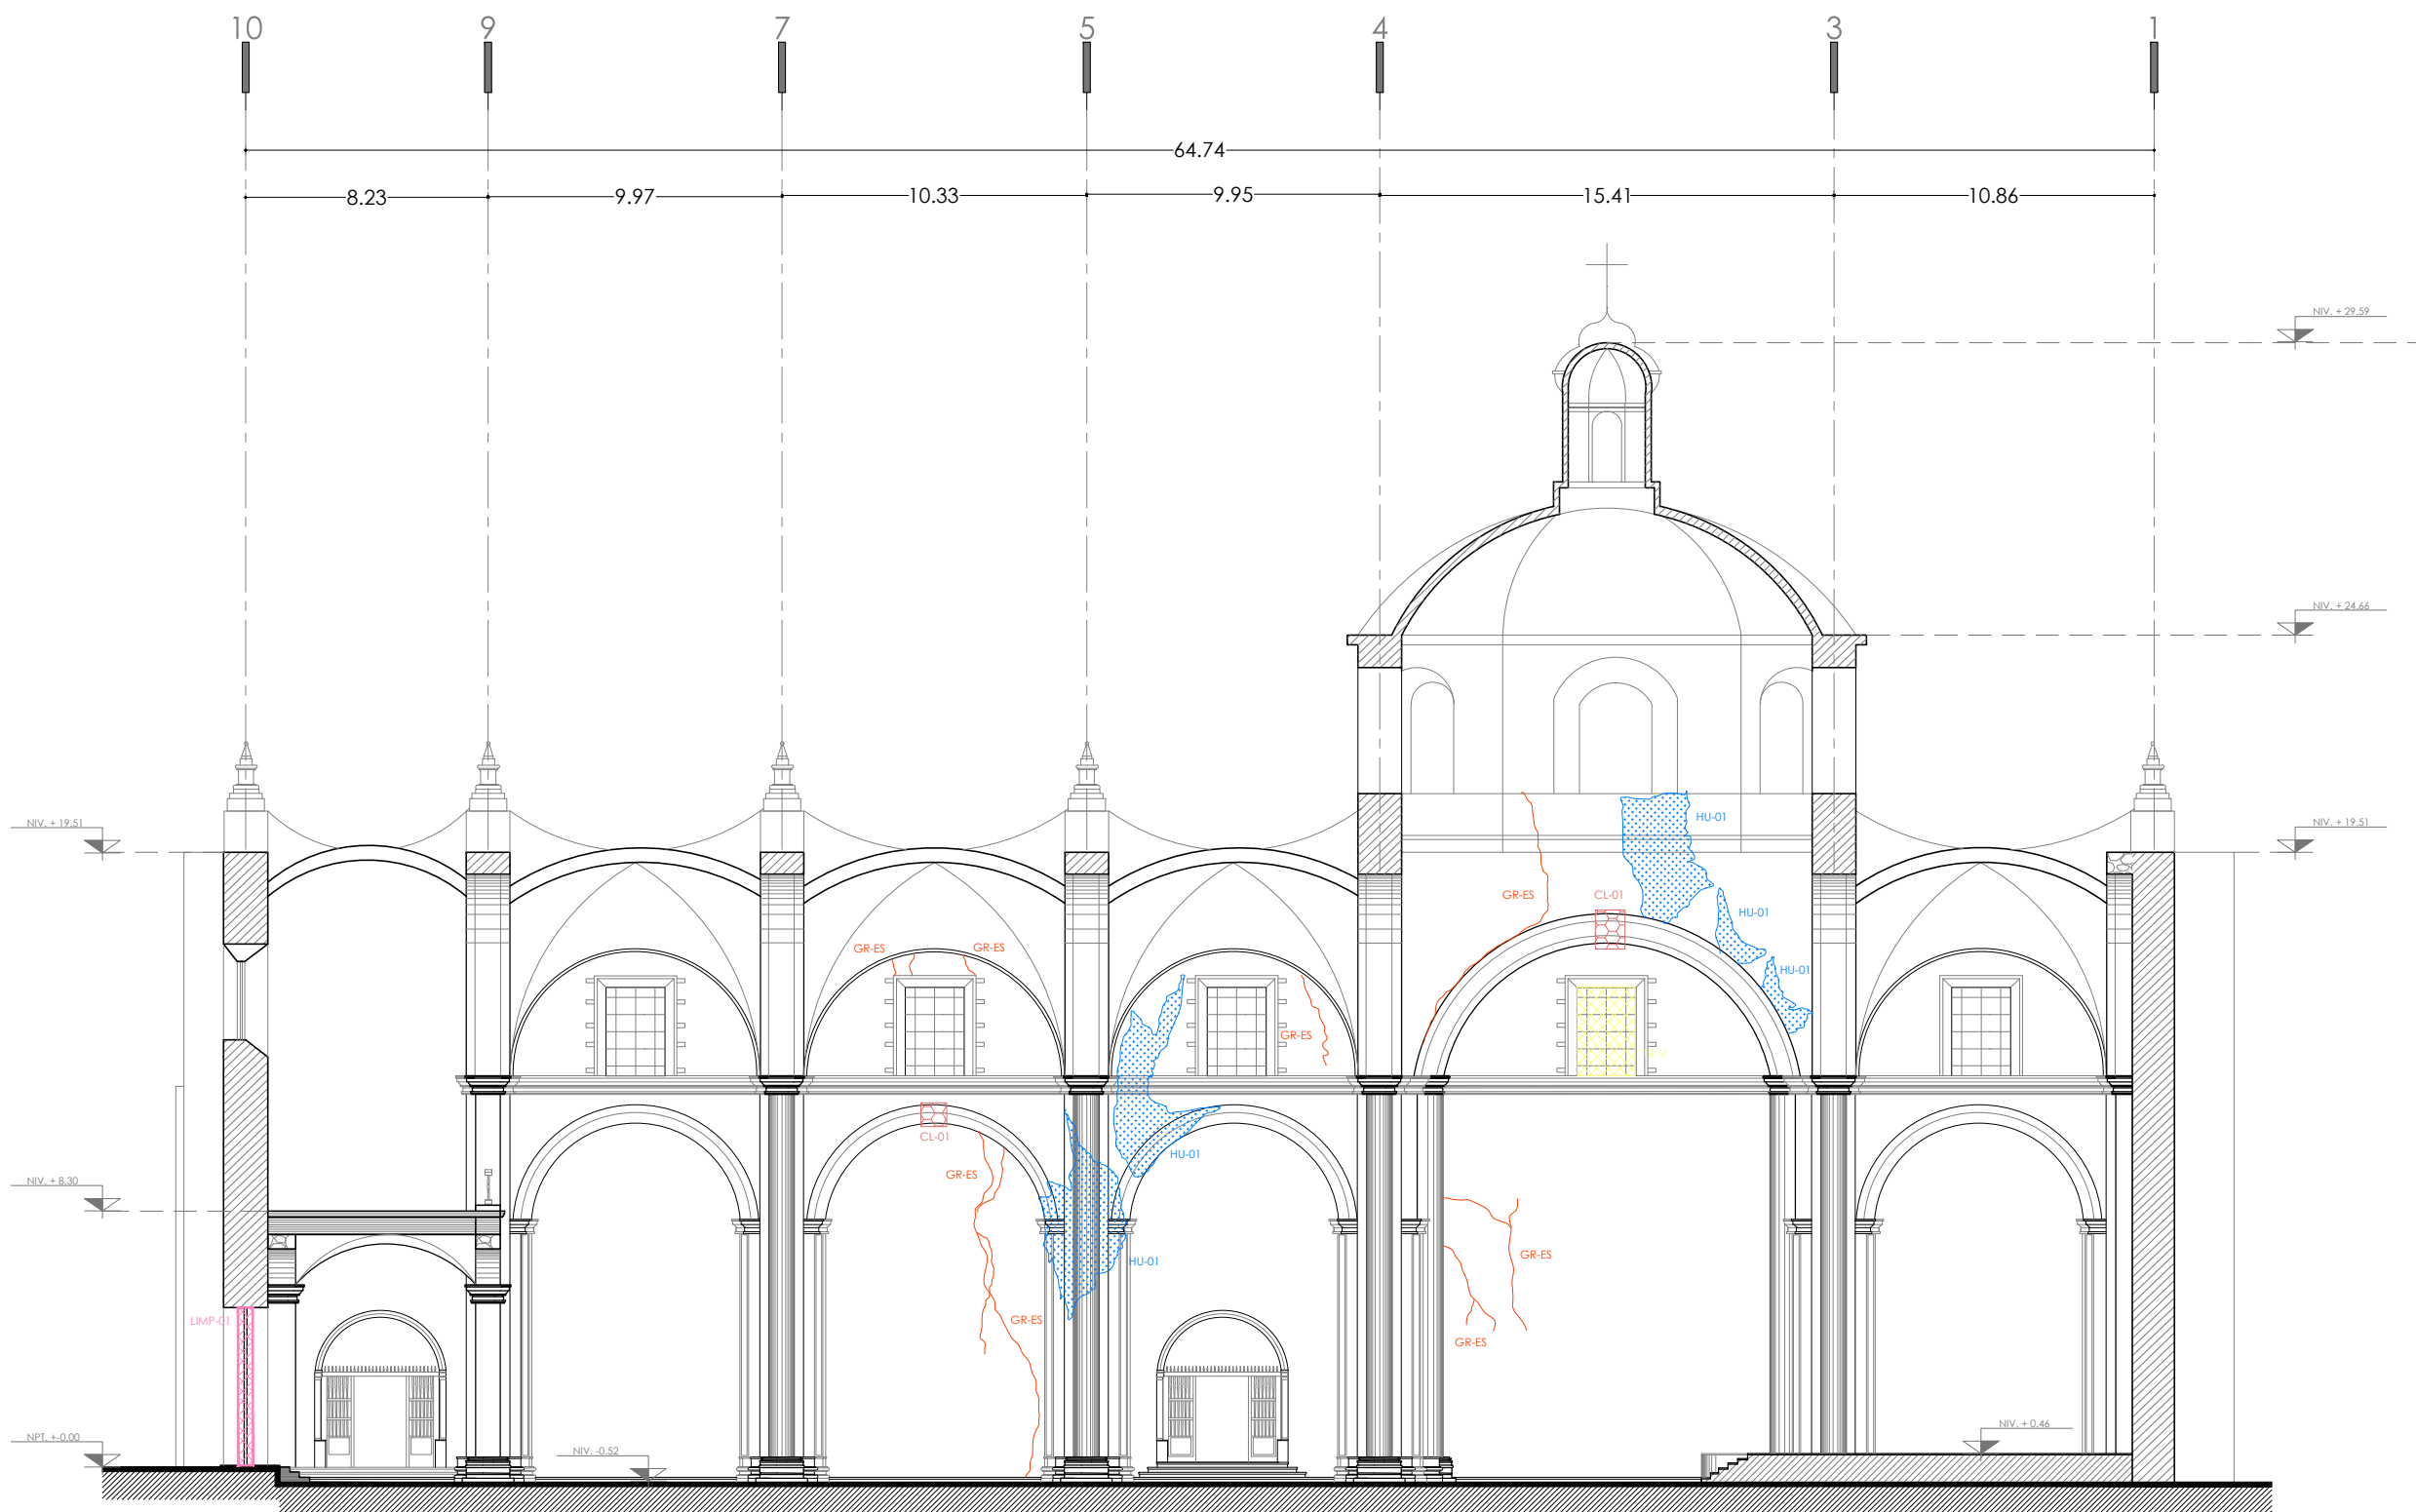 10 9 7 5 4 3 1
64.74
8.23 9.97 10.33 9.95 15.41 10.86
NIV. + 29.59
NIV. + 24.66
HU-01
NIV. + 19.51
NIV. + 19.51
GR-ES
CL-01
HU-01
GR-ES
GR-ES
HU-01
GR-ES
CL-01
HU-01
GR-ES
NIV. + 8.30
GR-ES
HU-01
LIMP-01
GR-ES
GR-ES
NIV. + 0.46
NPT. +-0.00
NIV. -0.52